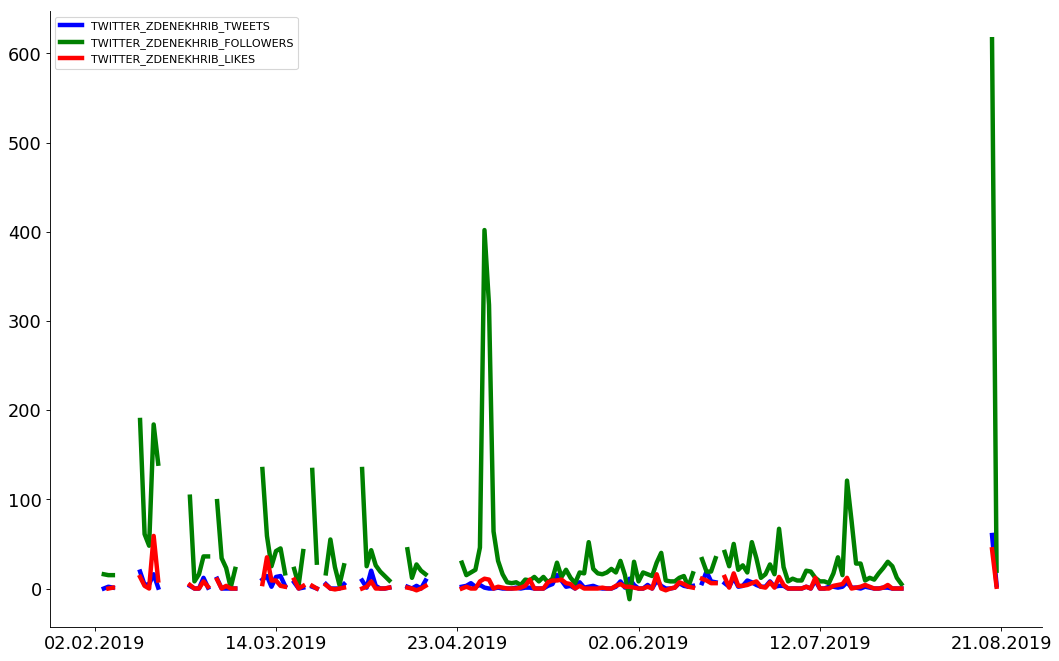 TWITTER_ZDENEKHRIB_TWEETS
TWITTER_ZDENEKHRIB_FOLLOWERS
TWITTER_ZDENEKHRIB_LIKES
600
500
400
300
200
100
0
02.02.2019 14.03.2019 23.04.2019 02.06.2019 12.07.2019 21.08.2019